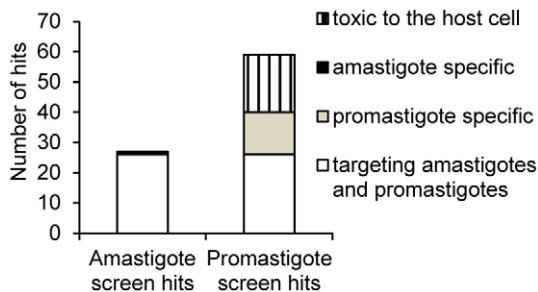 Number of hits
70
60
50
40
30
20
10
0
Amastigote
screen hits
Promastigote
screen hits
toxic to the host cell
amastigote specific
promastigote specific
targeting amastigotes
and promastigotes